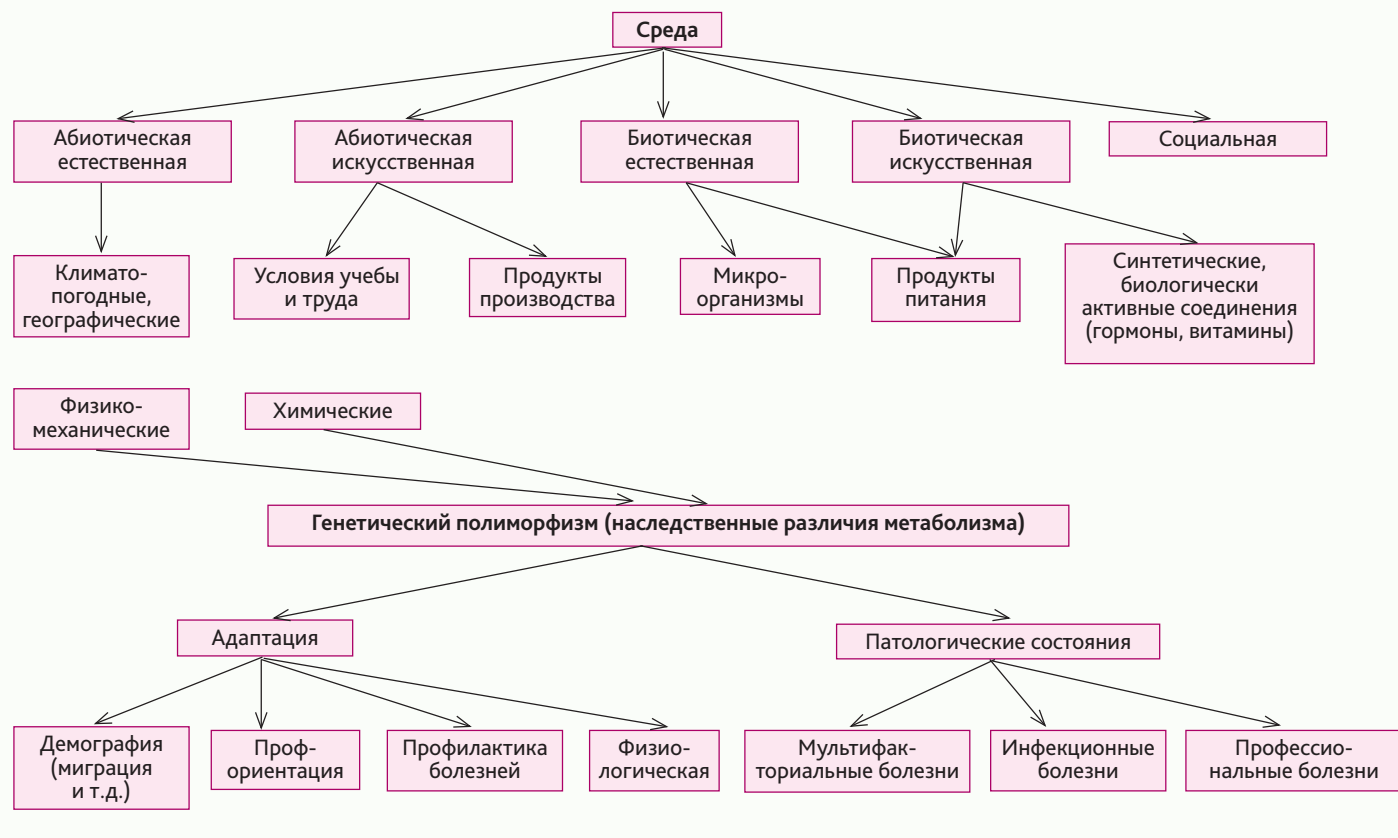 Среда
Абиотическая
естественная
Абиотическая
искусственная
Биотическая
естественная
Биотическая
искусственная
Социальная
Климато-
погодные,
географические
Условия учебы
и труда
Продукты
производства
Микро-
организмы
Продукты
питания
Синтетические,
биологически
активные соединения
(гормоны, витамины)
Физико-
механические
Химические
Генетический полиморфизм (наследственные различия метаболизма)
Адаптация
Патологические состояния
Демография
(миграция
и т.д.)
Проф-
ориентация
Профилактика
болезней
Физио-
логическая
Мультифак-
ториальные болезни
Инфекционные
болезни
Профессио-
нальные болезни